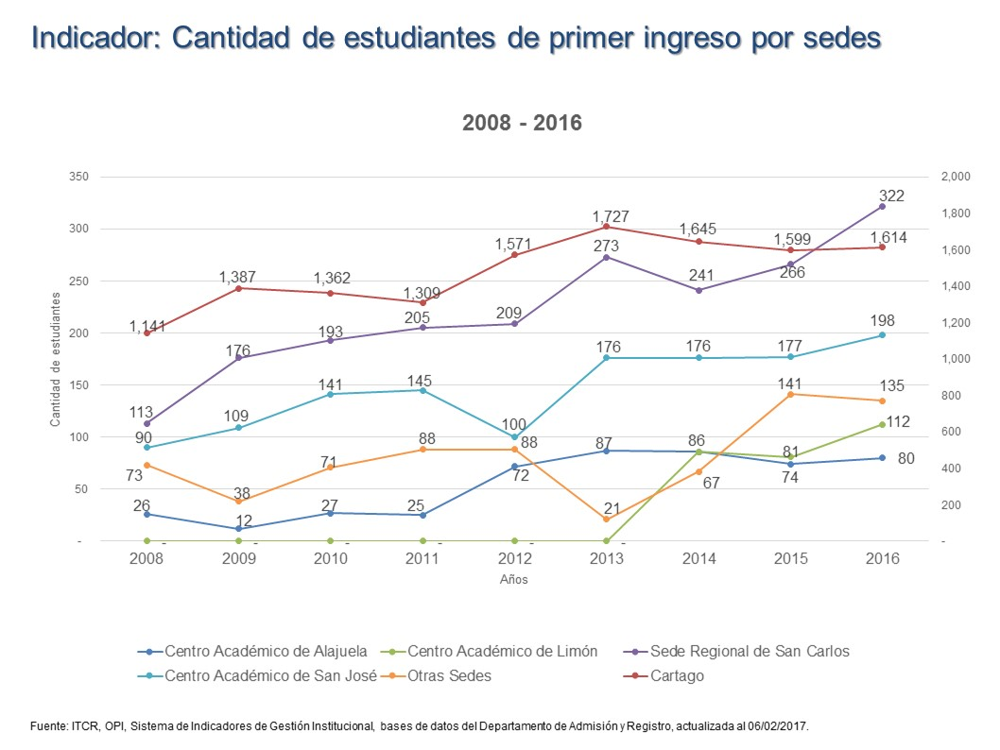 Indicador: Cantidad de estudiantes de primer ingreso por sedes
2008 - 2016
350 2,000
322
1,800
300 1,727
1,645
1,599 1,614
1,571 273 1,600
250 1,387 1,362 241 266 1,400
1,309
Cantidad de estudiantes
200 1,141 193 205 209 1,200
176 198
176 176 177
150 141 145 141 135 1,000
113 109 800
100 90 100 112 600
73 71 88 88 87 86 81 80
72 67 74 400
50 38
26 12 27 25 21 200
- - - - - - - -
2008 2009 2010 2011 2012 2013 2014 2015 2016
Años
Centro Académico de Alajuela Centro Académico de Limón Sede Regional de San Carlos
Centro Académico de San José Otras Sedes Cartago
Fuente: ITCR, OPI, Sistema de Indicadores de Gestión Institucional, bases de datos del Departamento de Admisión y Registro, actualizada al 06/02/2017.